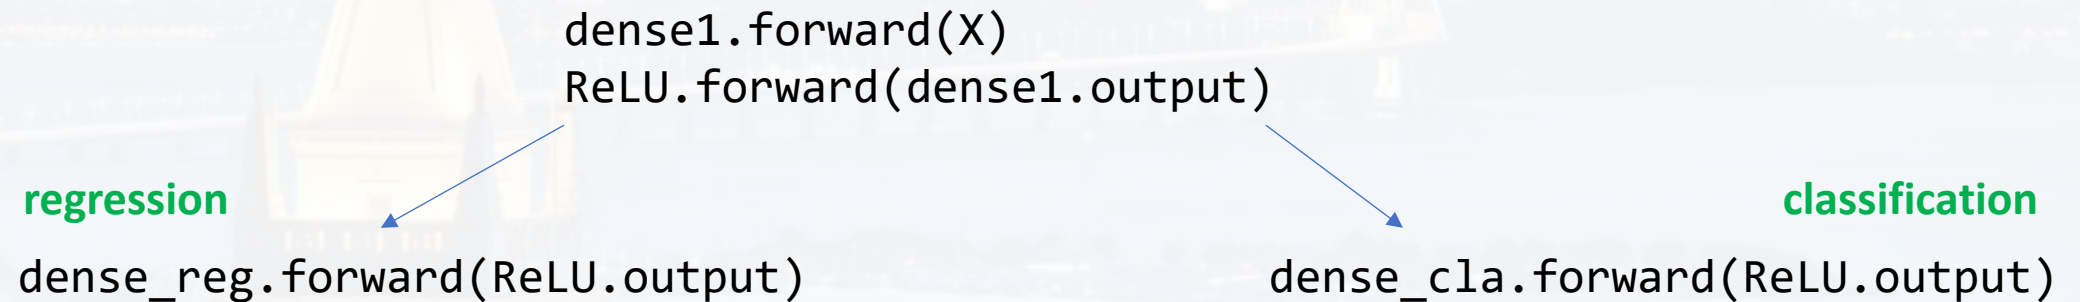 dense1.forward(X)
ReLU.forward(dense1.output)
regression
classification
dense_reg.forward(ReLU.output)
dense_cla.forward(ReLU.output)